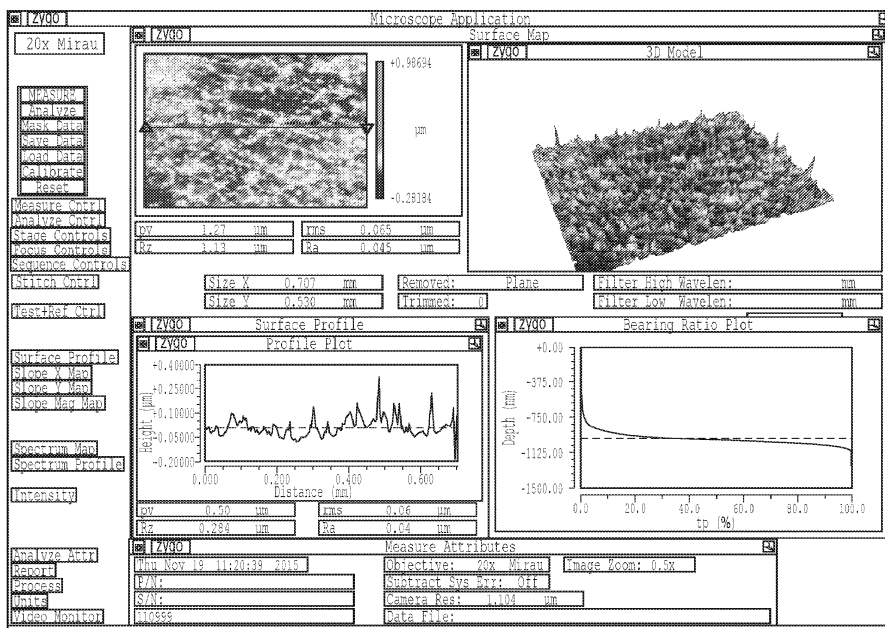 Zygo
Microscope Application
20x Mirau
MEASURE
Analyze
Mask Data
Save Data
Load Data
Calibrate
Reset
Measure Cntrl
Analyze Cntrl
Stage Controls
Focus Controls
Sequence Controls
Stitch Cntrl
Test+Ref Ctrl
Surface Profile
Slope X Map
Slope Y Map
Slope Mag Map
Spectrum Map
Spectrum Profile
Intensity
Analyze Attr
Report
Process
Units
Video Monitor
Zygo
Surface Map
+0.98694
µm
-0.28184
PV 1.27 µm
rms 0.065 µm
Rz 1.13 µm
Ra 0.045 µm
Zygo
3D Model
Size X 0.707 mm
Removed: Plane
Filter High Wavelen: mm
Size Y 0.530 mm
Trimmed: 0
Filter Low Wavelen: mm
Zygo
Surface Profile
Zygo
Profile Plot
Height (µm)
+0.40000
+0.25000
+0.10000
-0.05000
-0.20000
0.000 0.200 0.400 0.600
Distance (mm)
PV 0.50 µm
rms 0.06 µm
Rz 0.284 µm
Ra 0.04 µm
Zygo
Bearing Ratio Plot
Depth (nm)
+0.00
-375.00
-750.00
-1125.00
-1500.00
0.0 20.0 40.0 60.0 80.0 100.0
tp (%)
Zygo
Measure Attributes
Thu Nov 19 11:20:39 2015
Objective: 20x Mirau
Image Zoom: 0.5x
P/N:
Subtract Sys Err: Off
S/N:
Camera Res: 1.104 µm
110999
Data File: